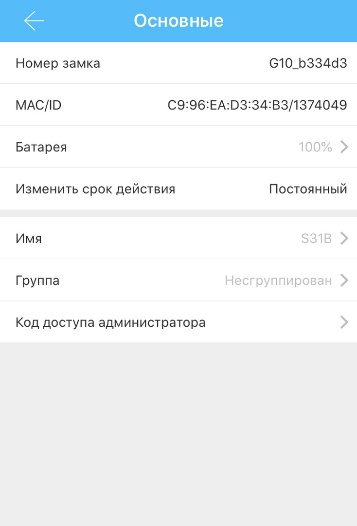 Основные
Номер замка G10_b334d3
MAC/ID C9:96:EA:D3:34:B3/1374049
Батарея 100%
Изменить срок действия Постоянный
Имя S31B
Группа Несгруппирован
Код доступа администратора